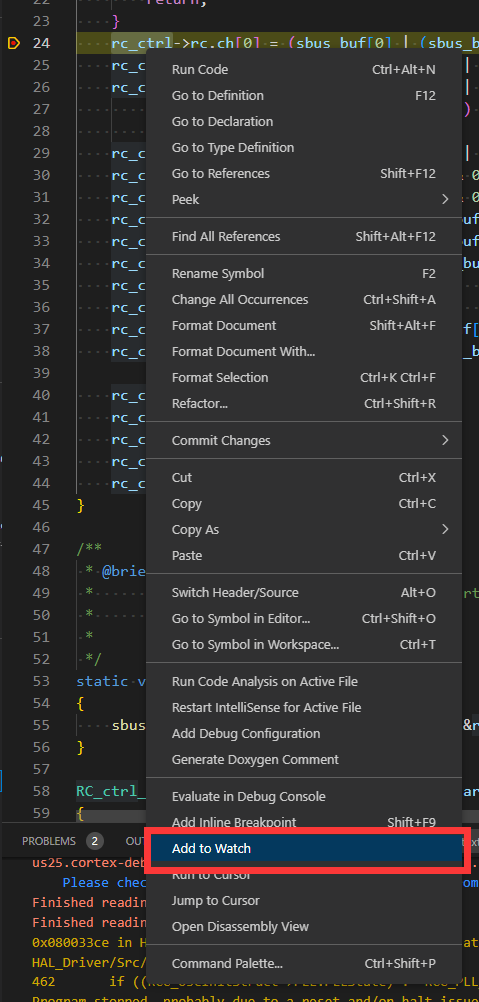 22 return;
23 }
24 rc_ctrl->rc.ch[0] = (sbus_buf[0] | (sbus_b
25 rc_c |
26 rc_c |
27 )
28
29 rc_c |
30 rc_c 0
31 rc_c 0
32 rc_c buf
33 rc_c uf
34 rc_c _bu
35 rc_c
36 rc_c
37 rc_c f[
38 rc_c _b
39
40 rc_c
41 rc_c
42 rc_c
43 rc_c
44 rc_c
45 }
46
47 /**
48 * @brie
49 * rt
50 *
51 *
52 */
53 static v
54 {
55 sbus &r
56 }
57
58 RC_ctrl_ ar
59 {
Run Code Ctrl+Alt+N
Go to Definition F12
Go to Declaration
Go to Type Definition
Go to References Shift+F12
Peek
Find All References Shift+Alt+F12
Rename Symbol F2
Change All Occurrences Ctrl+Shift+A
Format Document Shift+Alt+F
Format Document With...
Format Selection Ctrl+K Ctrl+F
Refactor... Ctrl+Shift+R
Commit Changes
Cut Ctrl+X
Copy Ctrl+C
Copy As
Paste Ctrl+V
Switch Header/Source Alt+O
Go to Symbol in Editor... Ctrl+Shift+O
Go to Symbol in Workspace... Ctrl+T
Run Code Analysis on Active File
Restart IntelliSense for Active File
Add Debug Configuration
Generate Doxygen Comment
Evaluate in Debug Console
Add Inline Breakpoint Shift+F9
Add to Watch
Run to Cursor
Jump to Cursor
Open Disassembly View
Command Palette... Ctrl+Shift+P
PROBLEMS 2 OU
us25.cortex-deb
Please chec om
Finished readin
Finished readin
0x080033ce in H at
HAL_Driver/Src/
462 if ((
Program stopped, probably due to a reset and/or halt issue